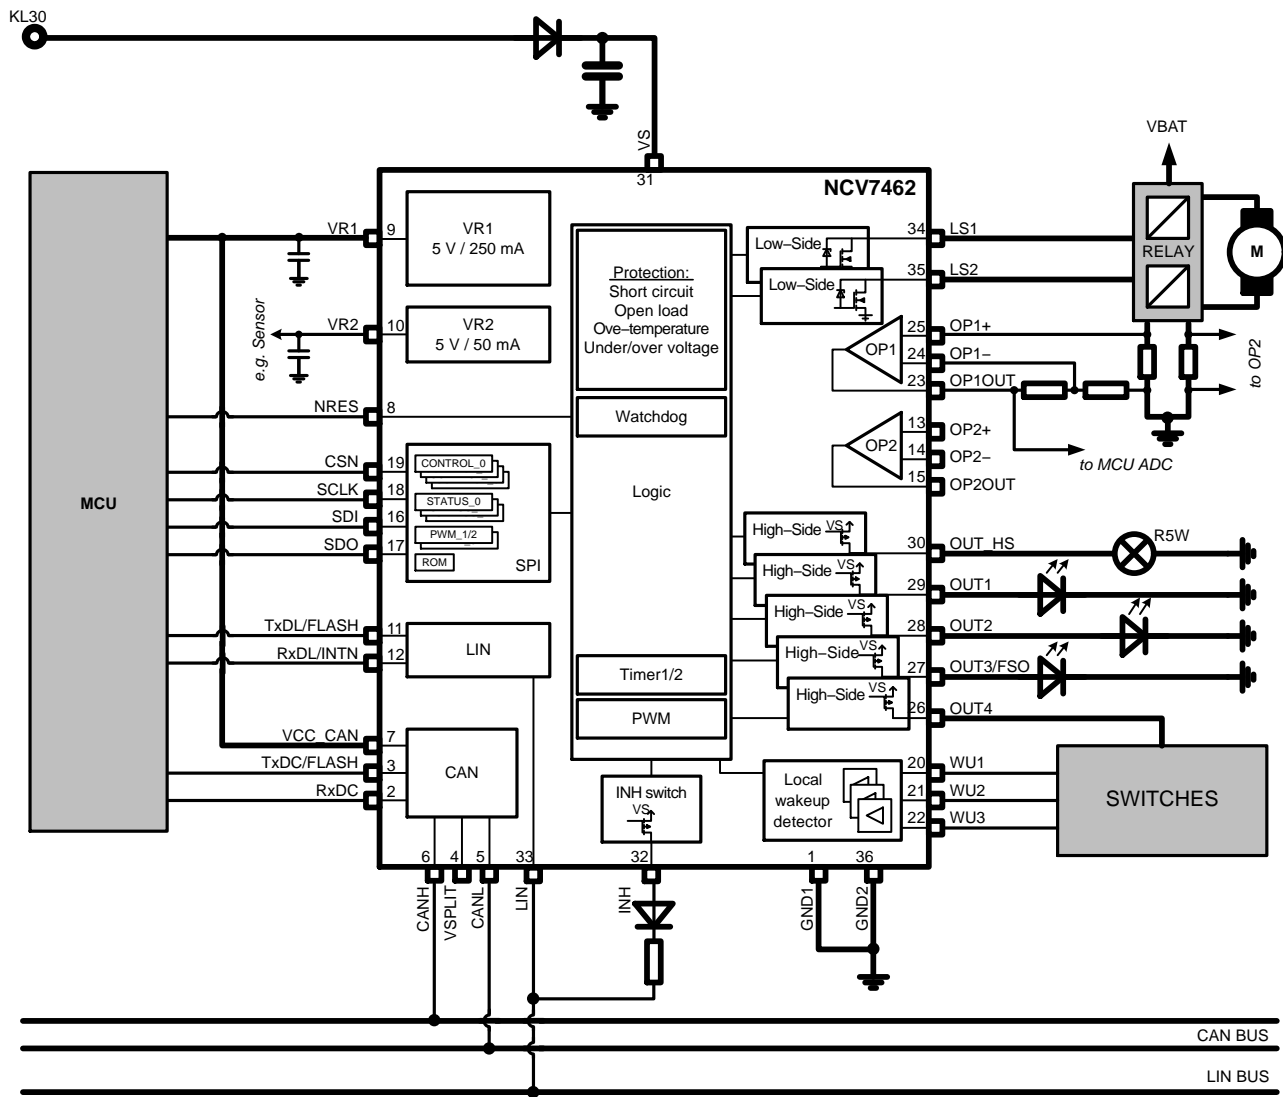 KL30
VS
31
NCV7462
VBAT
MCU
VR1
9
VR1
5 V / 250 mA
VR2
10
VR2
5 V / 50 mA
e.g. Sensor
NRES
8
CSN
19
SCLK
18
SDI
16
SDO
17
CONTROL_0
STATUS_0
PWM_1/2
ROM
SPI
TxDL/FLASH
11
RxDL/INTN
12
LIN
VCC_CAN
7
TxDC/FLASH
3
RxDC
2
CAN
Protection:
Short circuit
Open load
Ove–temperature
Under/over voltage
Watchdog
Logic
Timer1/2
PWM
INH switch
VS
Low–Side
Low–Side
34
LS1
35
LS2
RELAY
M
OP1
25
OP1+
24
OP1–
23
OP1OUT
to OP2
OP2
13
OP2+
14
OP2–
15
OP2OUT
to MCU ADC
High–Side
VS
30
OUT_HS
R5W
High–Side
VS
29
OUT1
High–Side
VS
28
OUT2
High–Side
VS
27
OUT3/FSO
High–Side
VS
26
OUT4
Local
wakeup
detector
20
WU1
21
WU2
22
WU3
SWITCHES
6
4
5
33
32
1
36
CANH
VSPLIT
CANL
LIN
INH
GND1
GND2
CAN BUS
LIN BUS